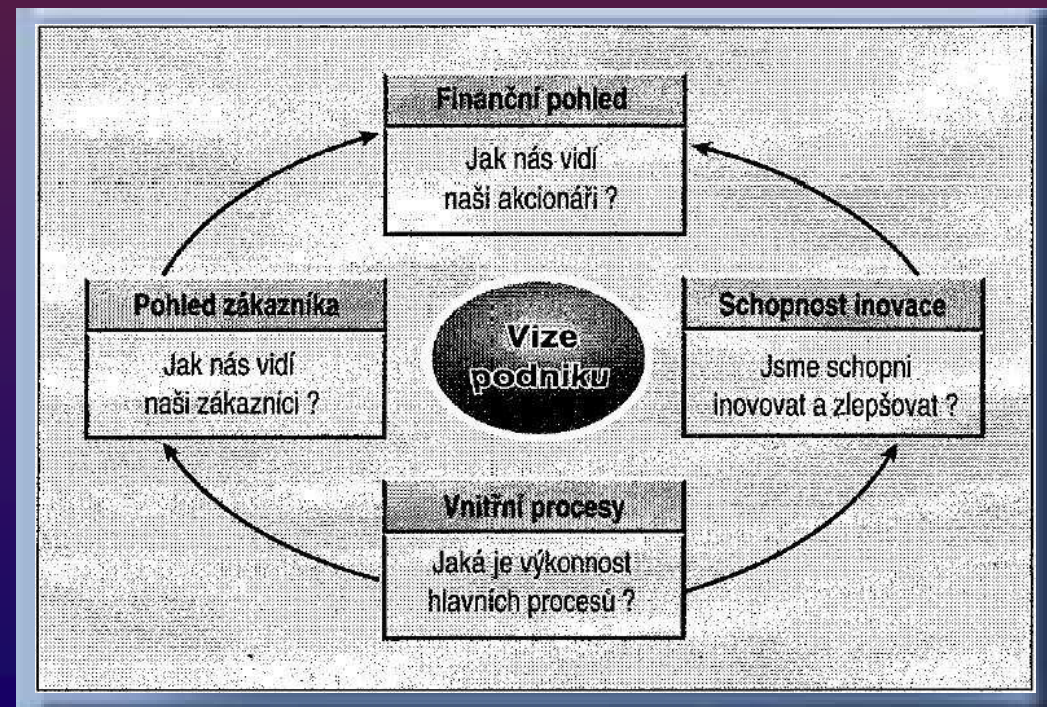 Finanční pohled
Jak nás vidí
naši akcionáři ?
Pohled zákazníka
Jak nás vidí
naši zákazníci ?
Vize
podniku
Schopnost inovace
Jsme schopni
inovovat a zlepšovat ?
Vnitřní procesy
Jaká je výkonnost
hlavních procesů ?